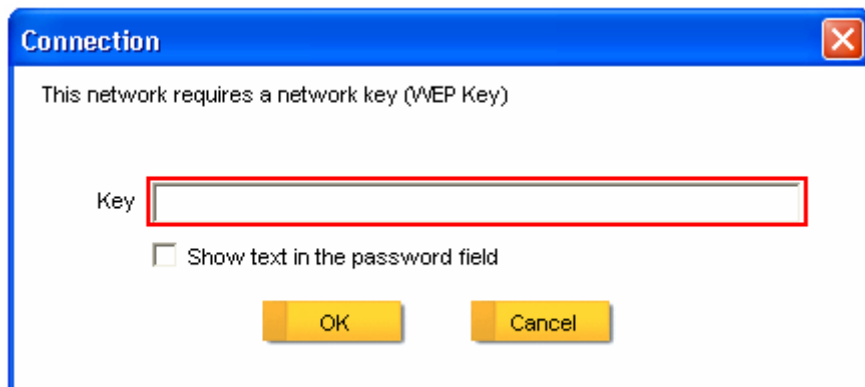 Connection
This network requires a network key (WEP Key)
Key
Show text in the password field
OK Cancel